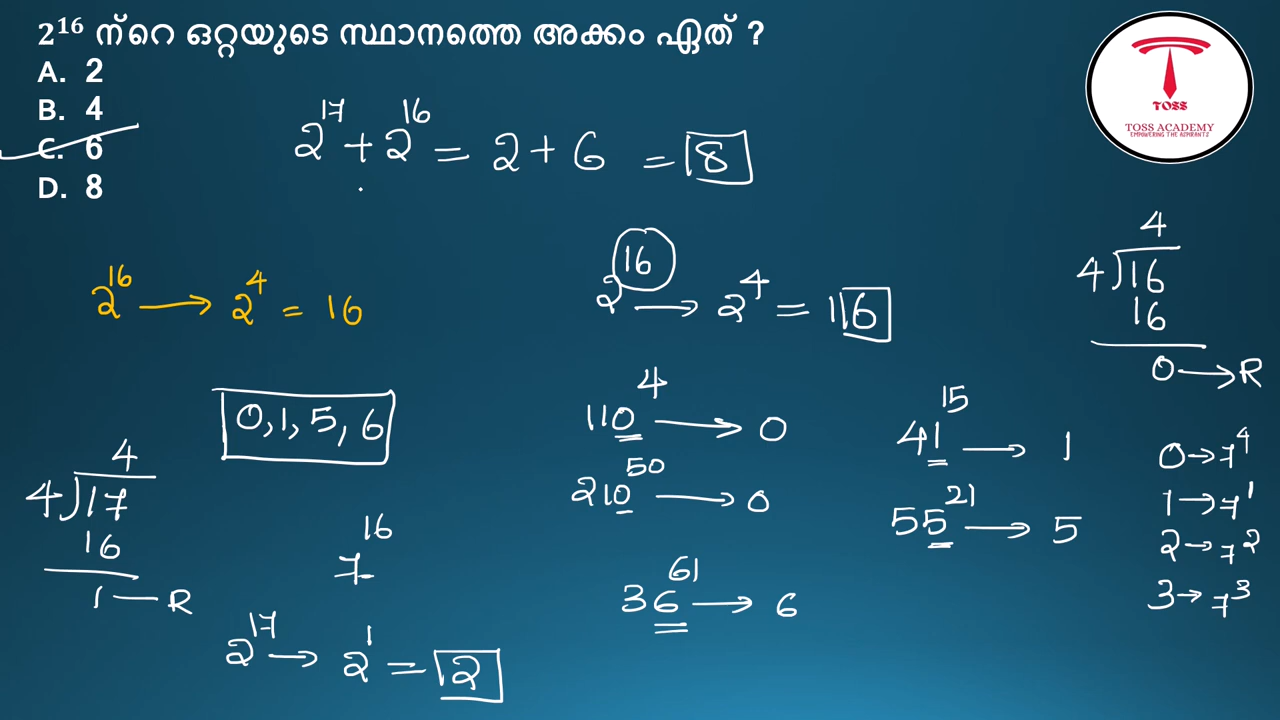 2¹⁶ ന്റെ ഒറ്റയുടെ സ്ഥാനത്തെ അക്കം ഏത് ?
A. 2
B. 4
C. 6
D. 8
TOSS
TOSS ACADEMY
EMPOWERING THE ASPIRANTS
2¹⁷ + 2¹⁶ = 2 + 6 = 8
2¹⁶ → 2⁴ = 16
2¹⁶ → 2⁴ = 16
4
4)16
16
0 → R
0, 1, 5, 6
110⁴ → 0
210⁵⁰ → 0
36⁶¹ → 6
41¹⁵ → 1
55²¹ → 5
0 → 7⁴
1 → 7¹
2 → 7²
3 → 7³
4
4)17
16
1 — R
7¹⁶
2¹⁷ → 2¹ = 2